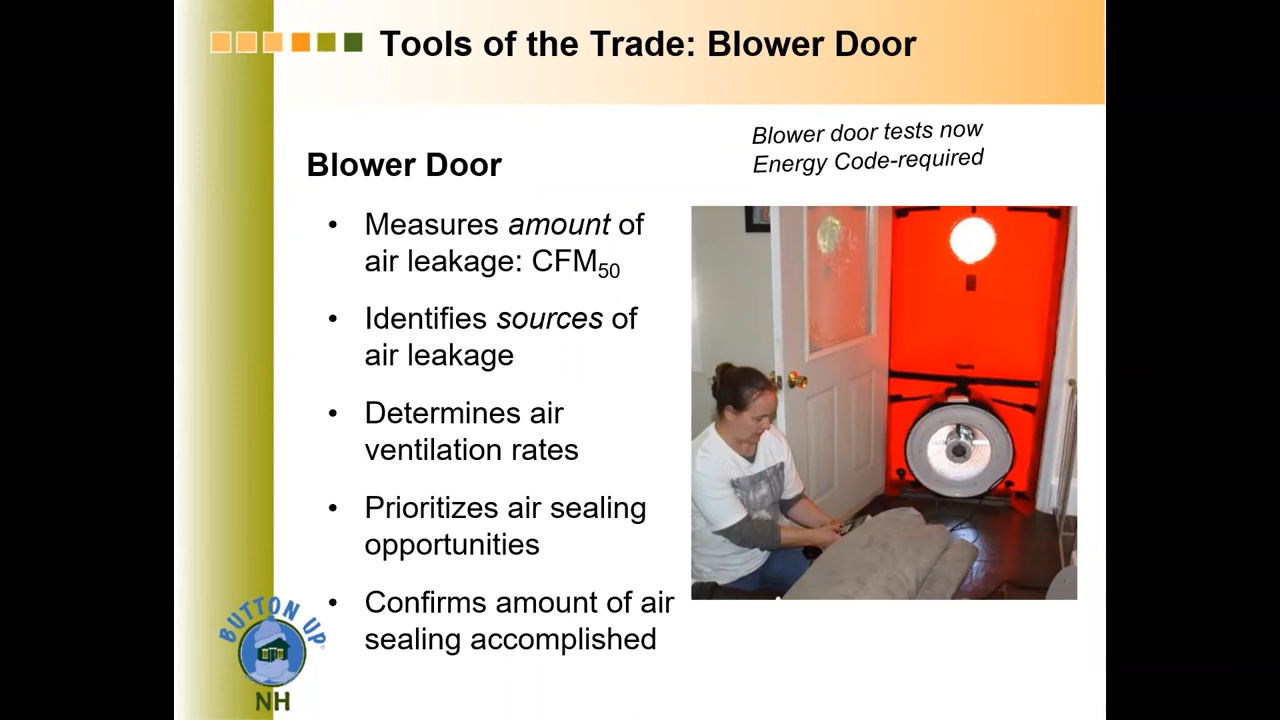 Tools of the Trade: Blower Door
Blower door tests now
Energy Code-required
Blower Door
• Measures amount of
air leakage: CFM₅₀
• Identifies sources of
air leakage
• Determines air
ventilation rates
• Prioritizes air sealing
opportunities
• Confirms amount of air
sealing accomplished
BUTTON UP
NH